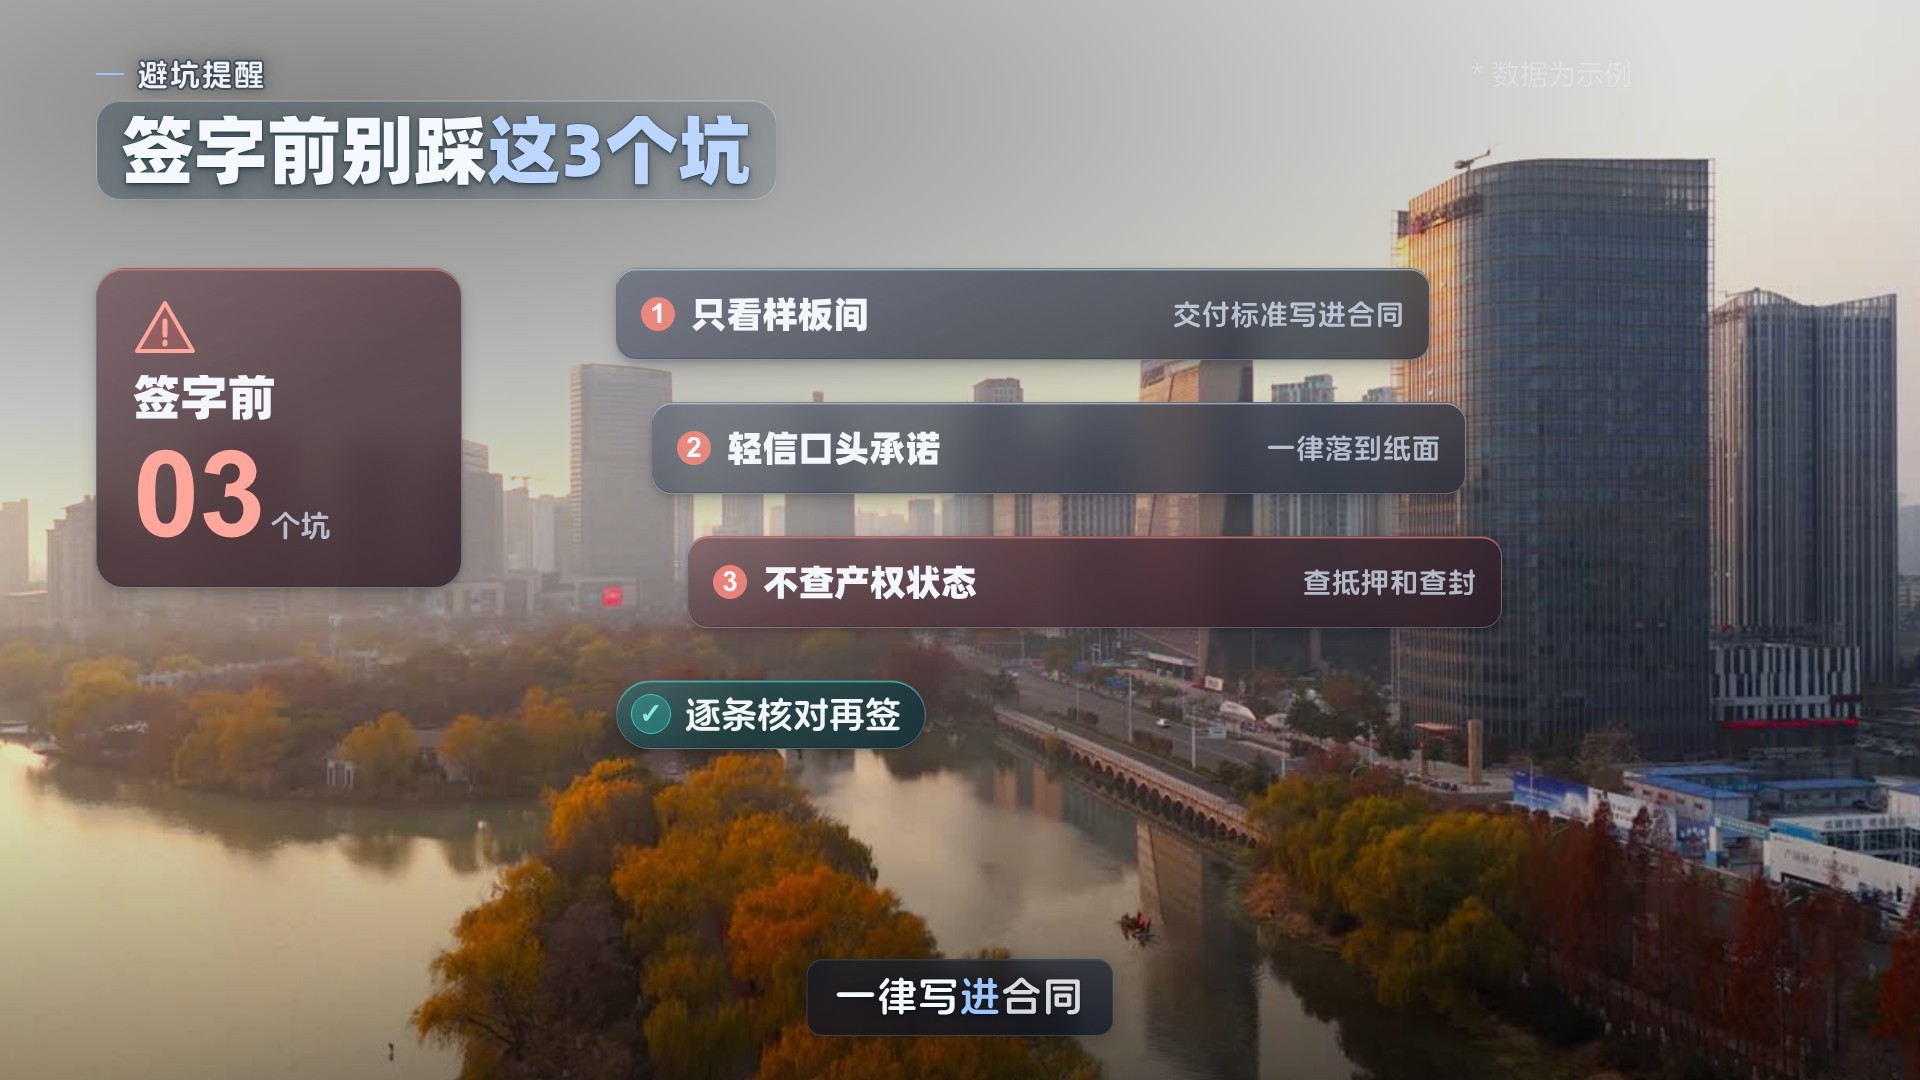 避坑提醒
* 数据为示例
签字前别踩这3个坑
签字前
03个坑
1 只看样板间 交付标准写进合同
2 轻信口头承诺 一律落到纸面
3 不查产权状态 查抵押和查封
✓ 逐条核对再签
一律写进合同